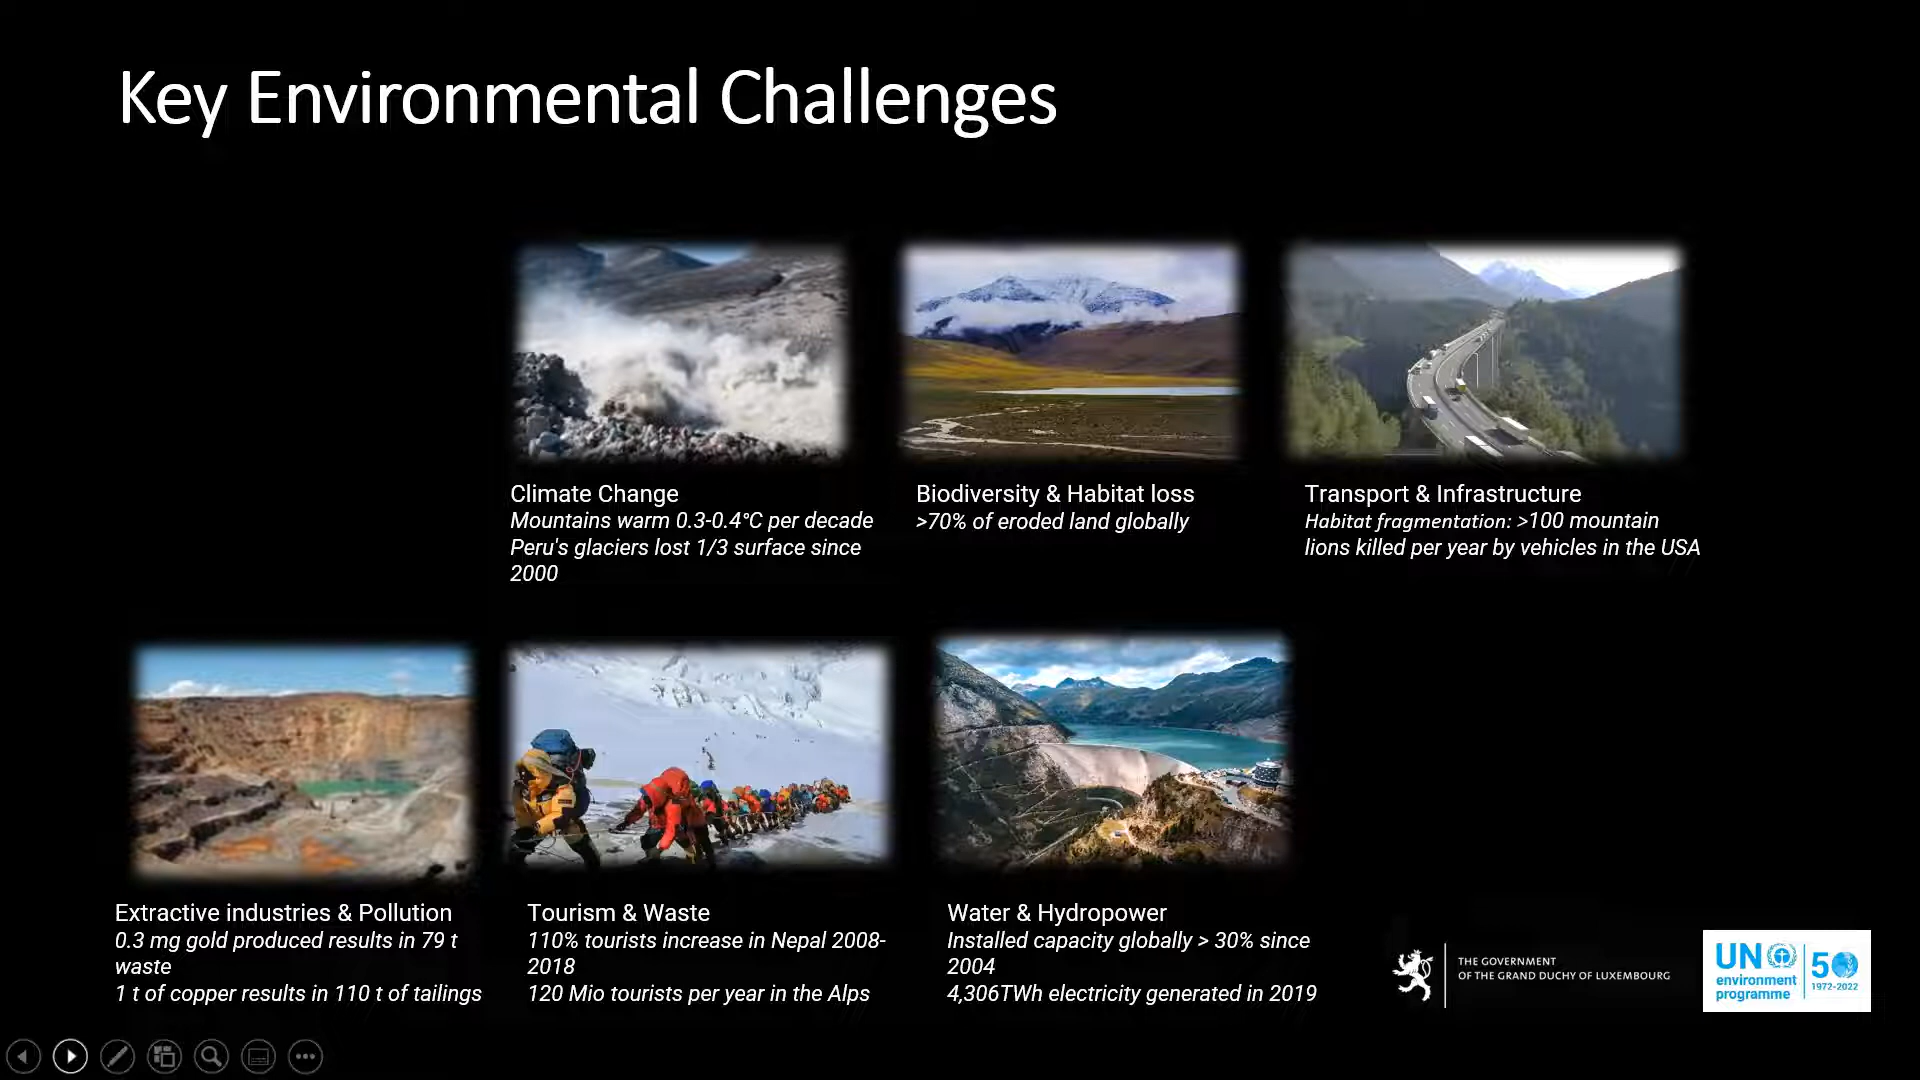 Key Environmental Challenges
Climate Change
Mountains warm 0.3-0.4°C per decade
Peru's glaciers lost 1/3 surface since
2000
Biodiversity & Habitat loss
>70% of eroded land globally
Transport & Infrastructure
Habitat fragmentation: >100 mountain
lions killed per year by vehicles in the USA
Extractive industries & Pollution
0.3 mg gold produced results in 79 t
waste
1 t of copper results in 110 t of tailings
Tourism & Waste
110% tourists increase in Nepal 2008-
2018
120 Mio tourists per year in the Alps
Water & Hydropower
Installed capacity globally > 30% since
2004
4,306TWh electricity generated in 2019
THE GOVERNMENT
OF THE GRAND DUCHY OF LUXEMBOURG
UN
environment
programme
50
1972-2022